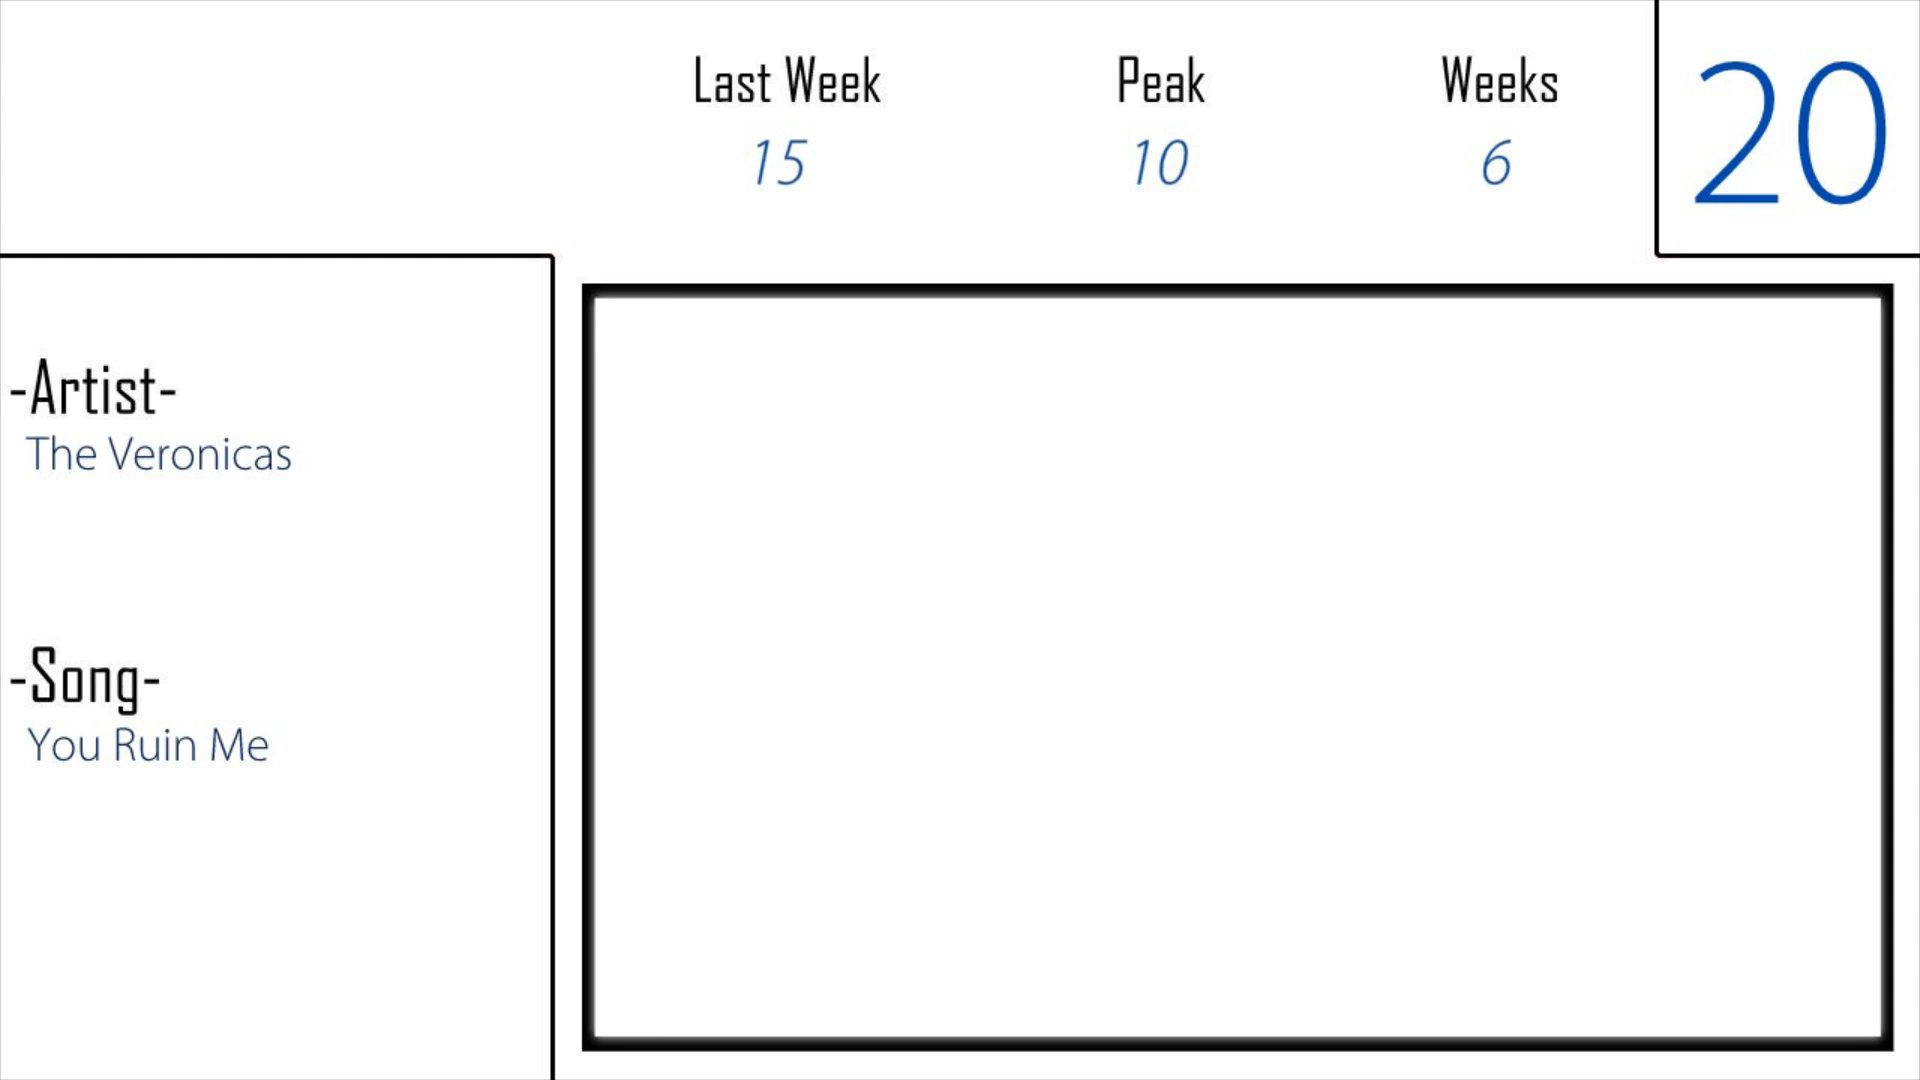 Last Week
Peak
Weeks
20
15
10
6
-Artist-
The Veronicas
-Song-
You Ruin Me